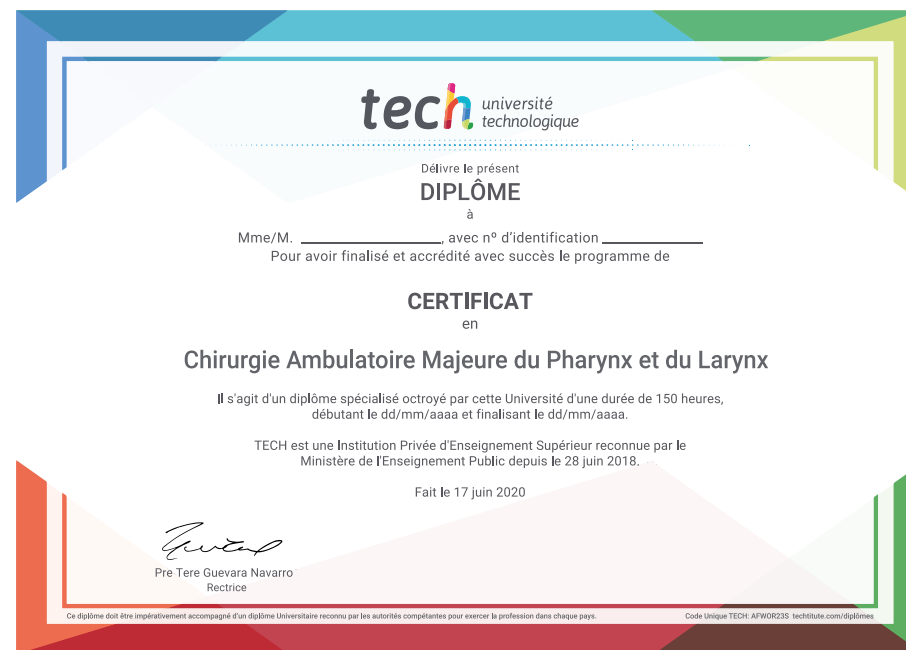 tech université
technologique
Délivre le présent
DIPLÔME
à
Mme/M. ____________________, avec nº d'identification ______________
Pour avoir finalisé et accrédité avec succès le programme de
CERTIFICAT
en
Chirurgie Ambulatoire Majeure du Pharynx et du Larynx
Il s'agit d'un diplôme spécialisé octroyé par cette Université d'une durée de 150 heures,
débutant le dd/mm/aaaa et finalisant le dd/mm/aaaa.
TECH est une Institution Privée d'Enseignement Supérieur reconnue par le
Ministère de l'Enseignement Public depuis le 28 juin 2018.
Fait le 17 juin 2020
Pre Tere Guevara Navarro
Rectrice
Ce diplôme doit être impérativement accompagné d'un diplôme Universitaire reconnu par les autorités compétentes pour exercer la profession dans chaque pays.
Code Unique TECH: AFWOR23S techtitute.com/diplômes